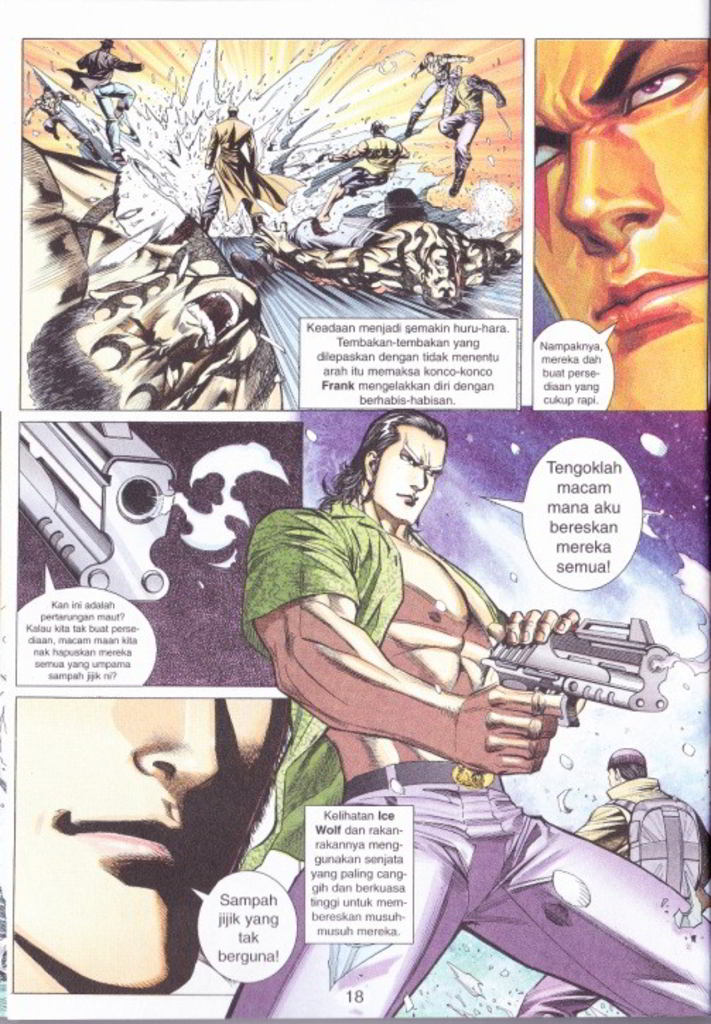 Keadaan menjadi semakin huru-hara.
Tembakan-tembakan yang
dilepaskan dengan tidak menentu
arah itu memaksa konco-konco
Frank mengelakkan diri dengan
berhabis-habisan.
Nampaknya,
mereka dah
buat perse-
diaan yang
cukup rapi.
Kan ini adalah
pertarungan maut?
Kalau kita tak buat perse-
diaan, macam maan kita
nak hapuskan mereka
semua yang umpama
sampah jijik ni?
Tengoklah
macam
mana aku
bereskan
mereka
semua!
Sampah
jijik yang
tak
berguna!
Kelihatan Ice
Wolf dan rakan-
rakannya meng-
gunakan senjata
yang paling cang-
gih dan berkuasa
tinggi untuk mem-
bereskan musuh-
musuh mereka.
18